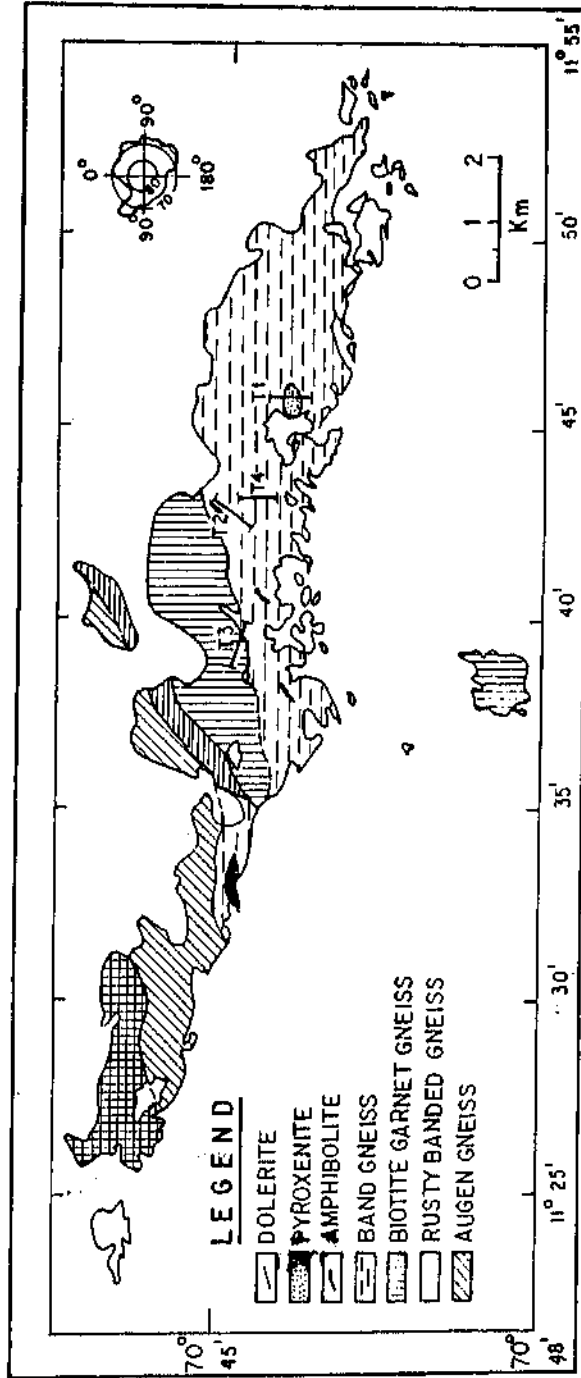 0°
90°
90°
180°
70
T1
T2
T3
T4
0 1 2
Km
LEGEND
DOLERITE
PYROXENITE
AMPHIBOLITE
BAND GNEISS
BIOTITE GARNET GNEISS
RUSTY BANDED GNEISS
AUGEN GNEISS
70°
45'
70°
48'
11° 25'
30'
35'
40'
45'
50'
11° 55'